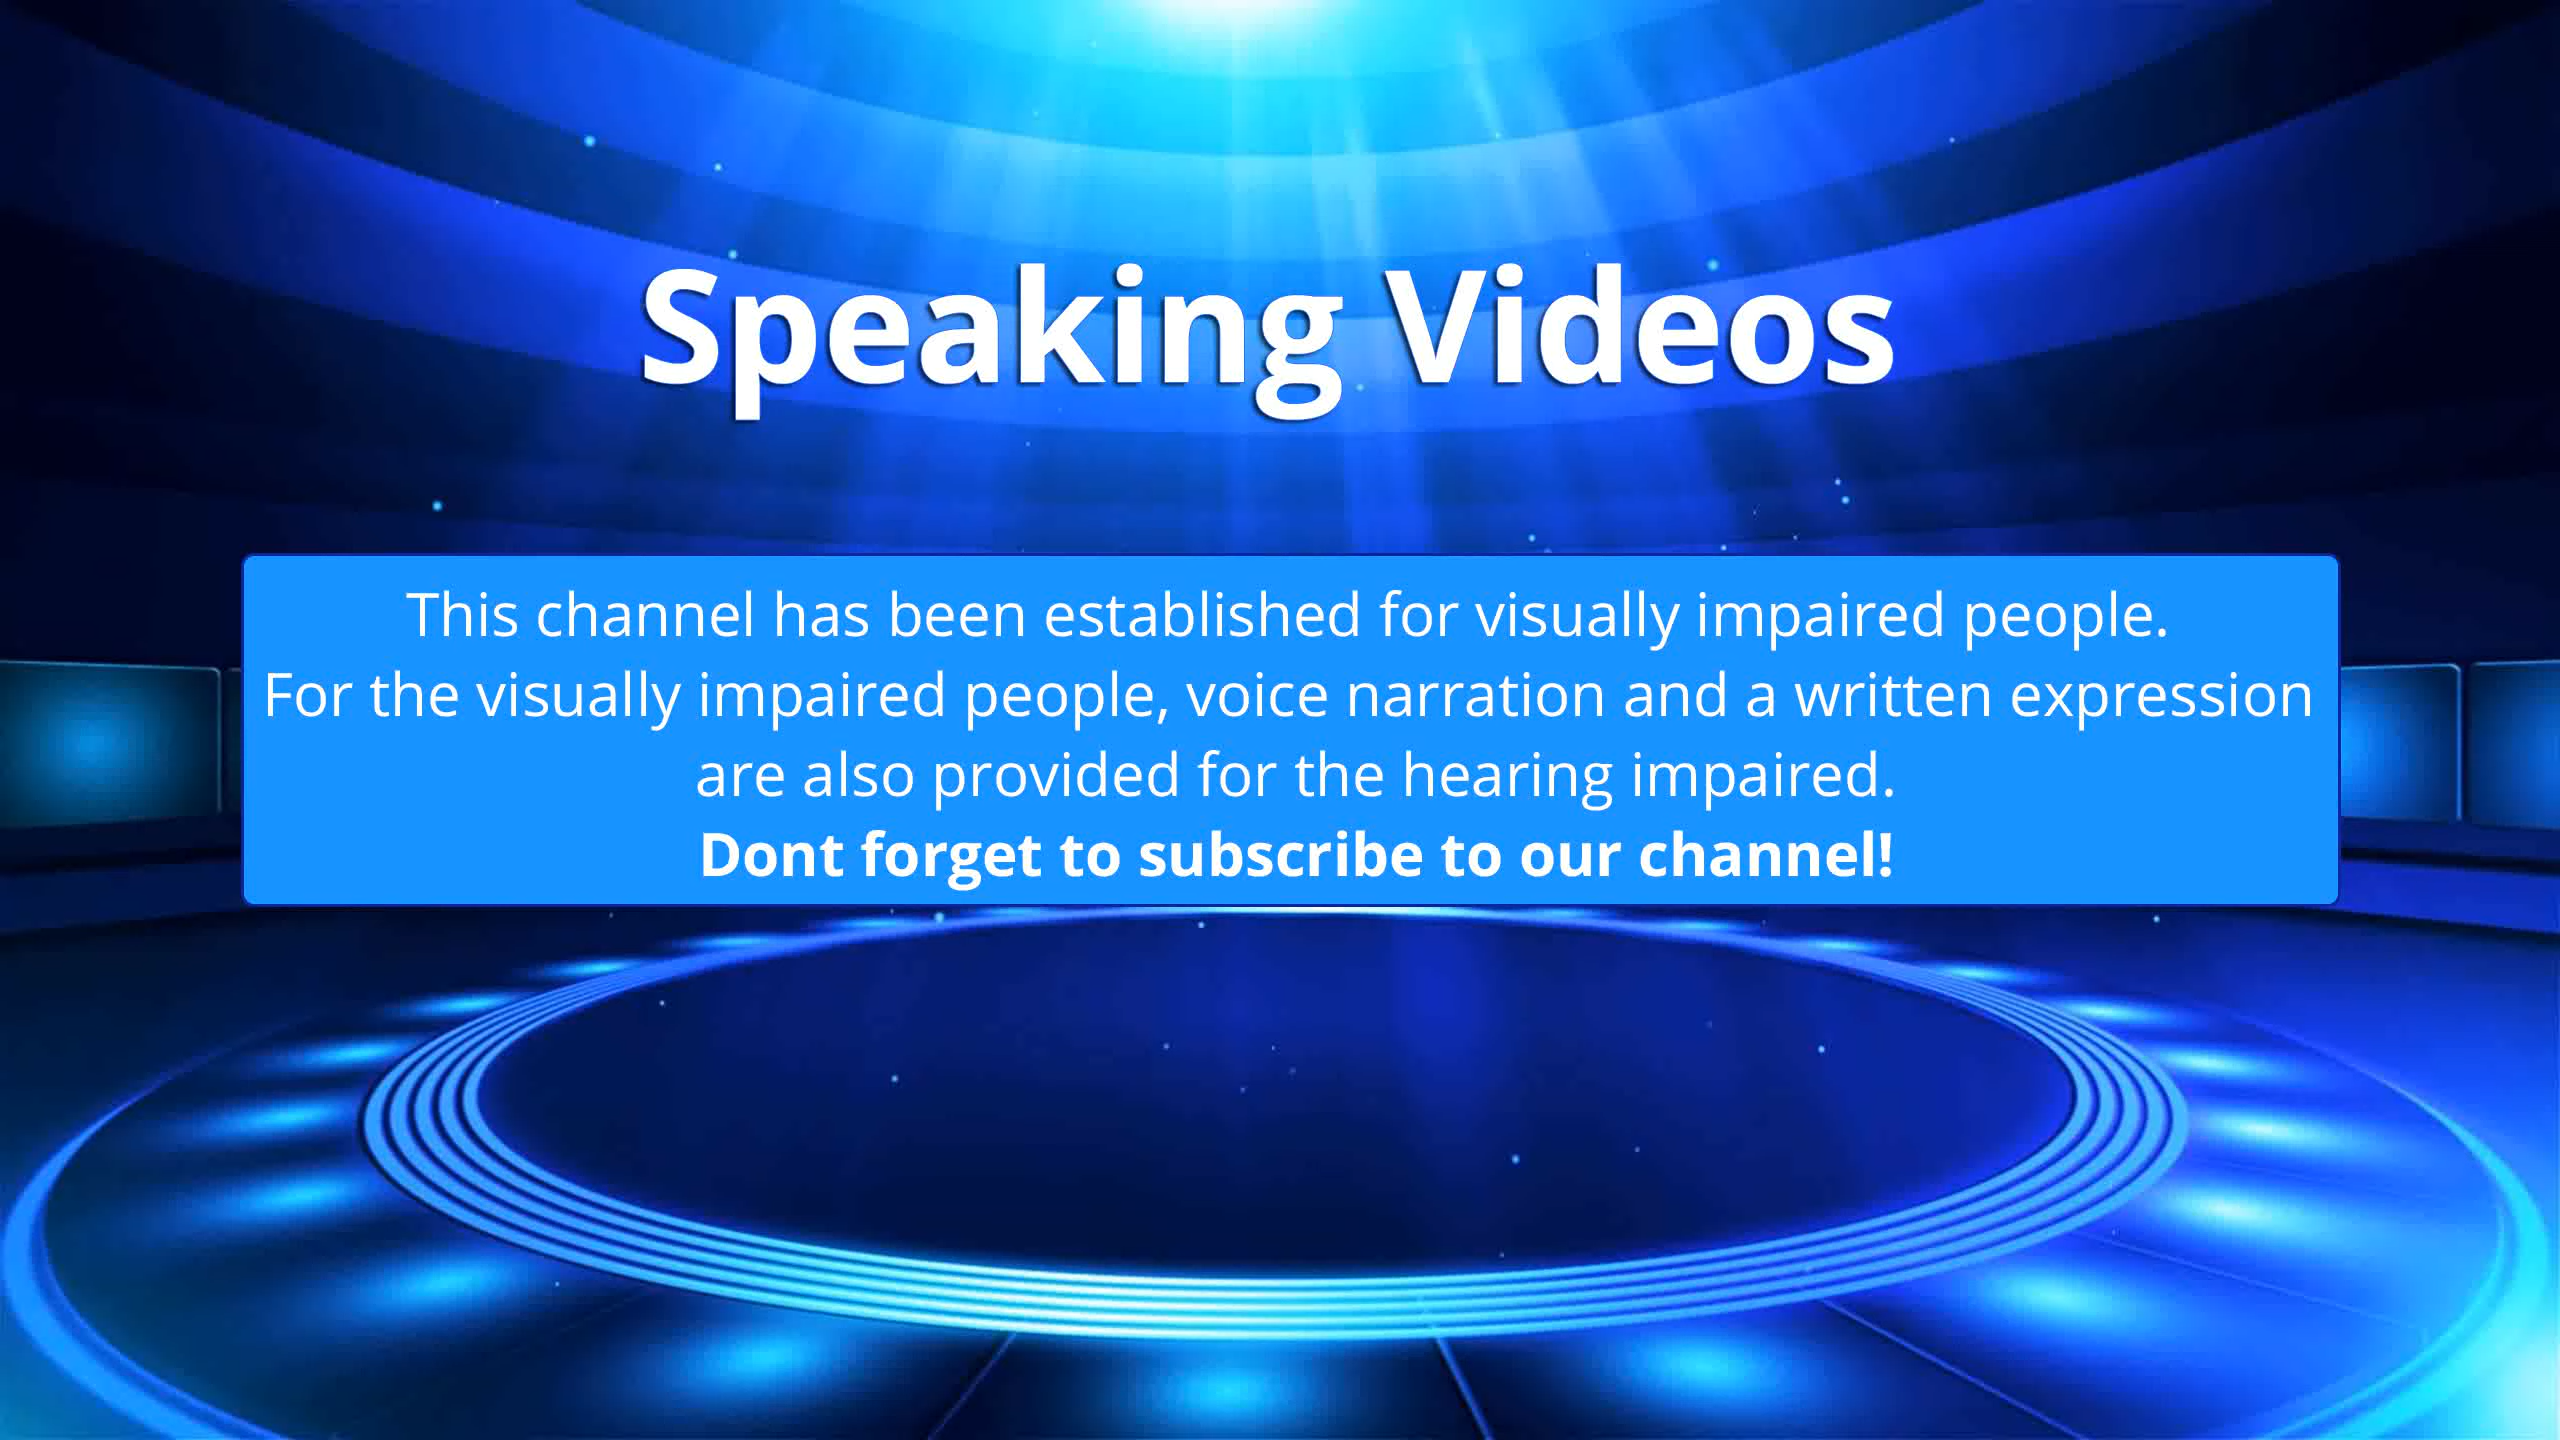 Speaking Videos
This channel has been established for visually impaired people.
For the visually impaired people, voice narration and a written expression
are also provided for the hearing impaired.
Dont forget to subscribe to our channel!